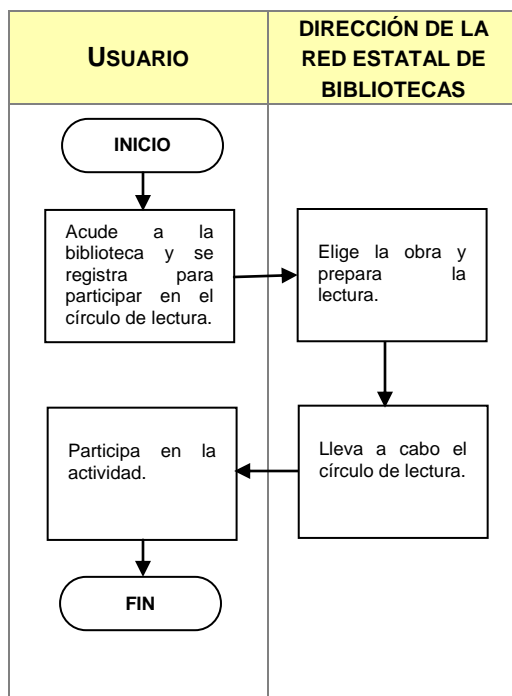 USUARIO
DIRECCIÓN DE LA
RED ESTATAL DE
BIBLIOTECAS
INICIO
Acude a la
biblioteca y se
registra para
participar en el
círculo de lectura.
Elige la obra y
prepara la
lectura.
Lleva a cabo el
círculo de lectura.
Participa en la
actividad.
FIN